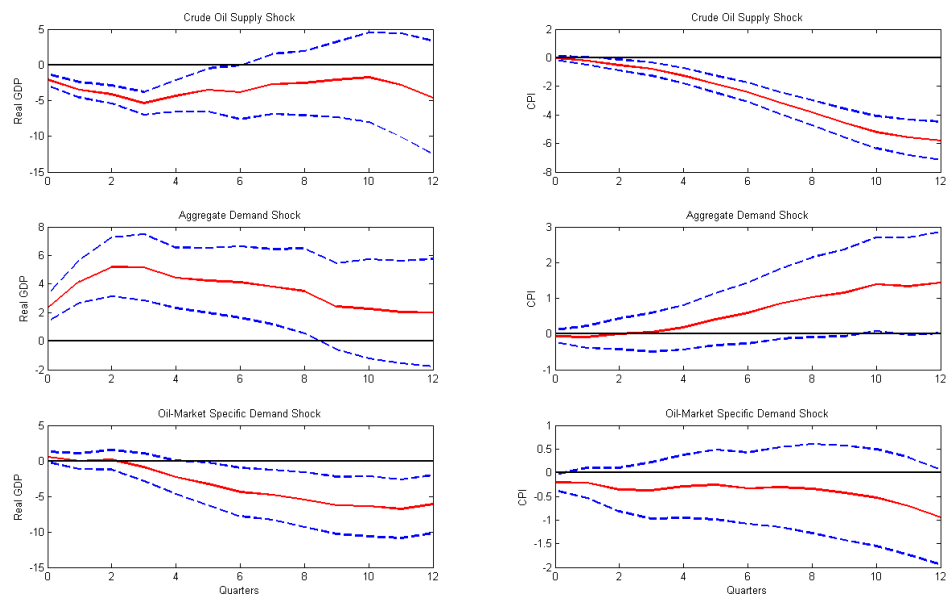 Crude Oil Supply Shock
Real GDP
5
0
-5
-10
-15
0 2 4 6 8 10 12
Crude Oil Supply Shock
CPI
2
0
-2
-4
-6
-8
0 2 4 6 8 10 12
Aggregate Demand Shock
Real GDP
8
6
4
2
0
-2
0 2 4 6 8 10 12
Aggregate Demand Shock
CPI
3
2
1
0
-1
0 2 4 6 8 10 12
Oil-Market Specific Demand Shock
Real GDP
5
0
-5
-10
-15
0 2 4 6 8 10 12
Quarters
Oil-Market Specific Demand Shock
CPI
1
0.5
0
-0.5
-1
-1.5
-2
0 2 4 6 8 10 12
Quarters